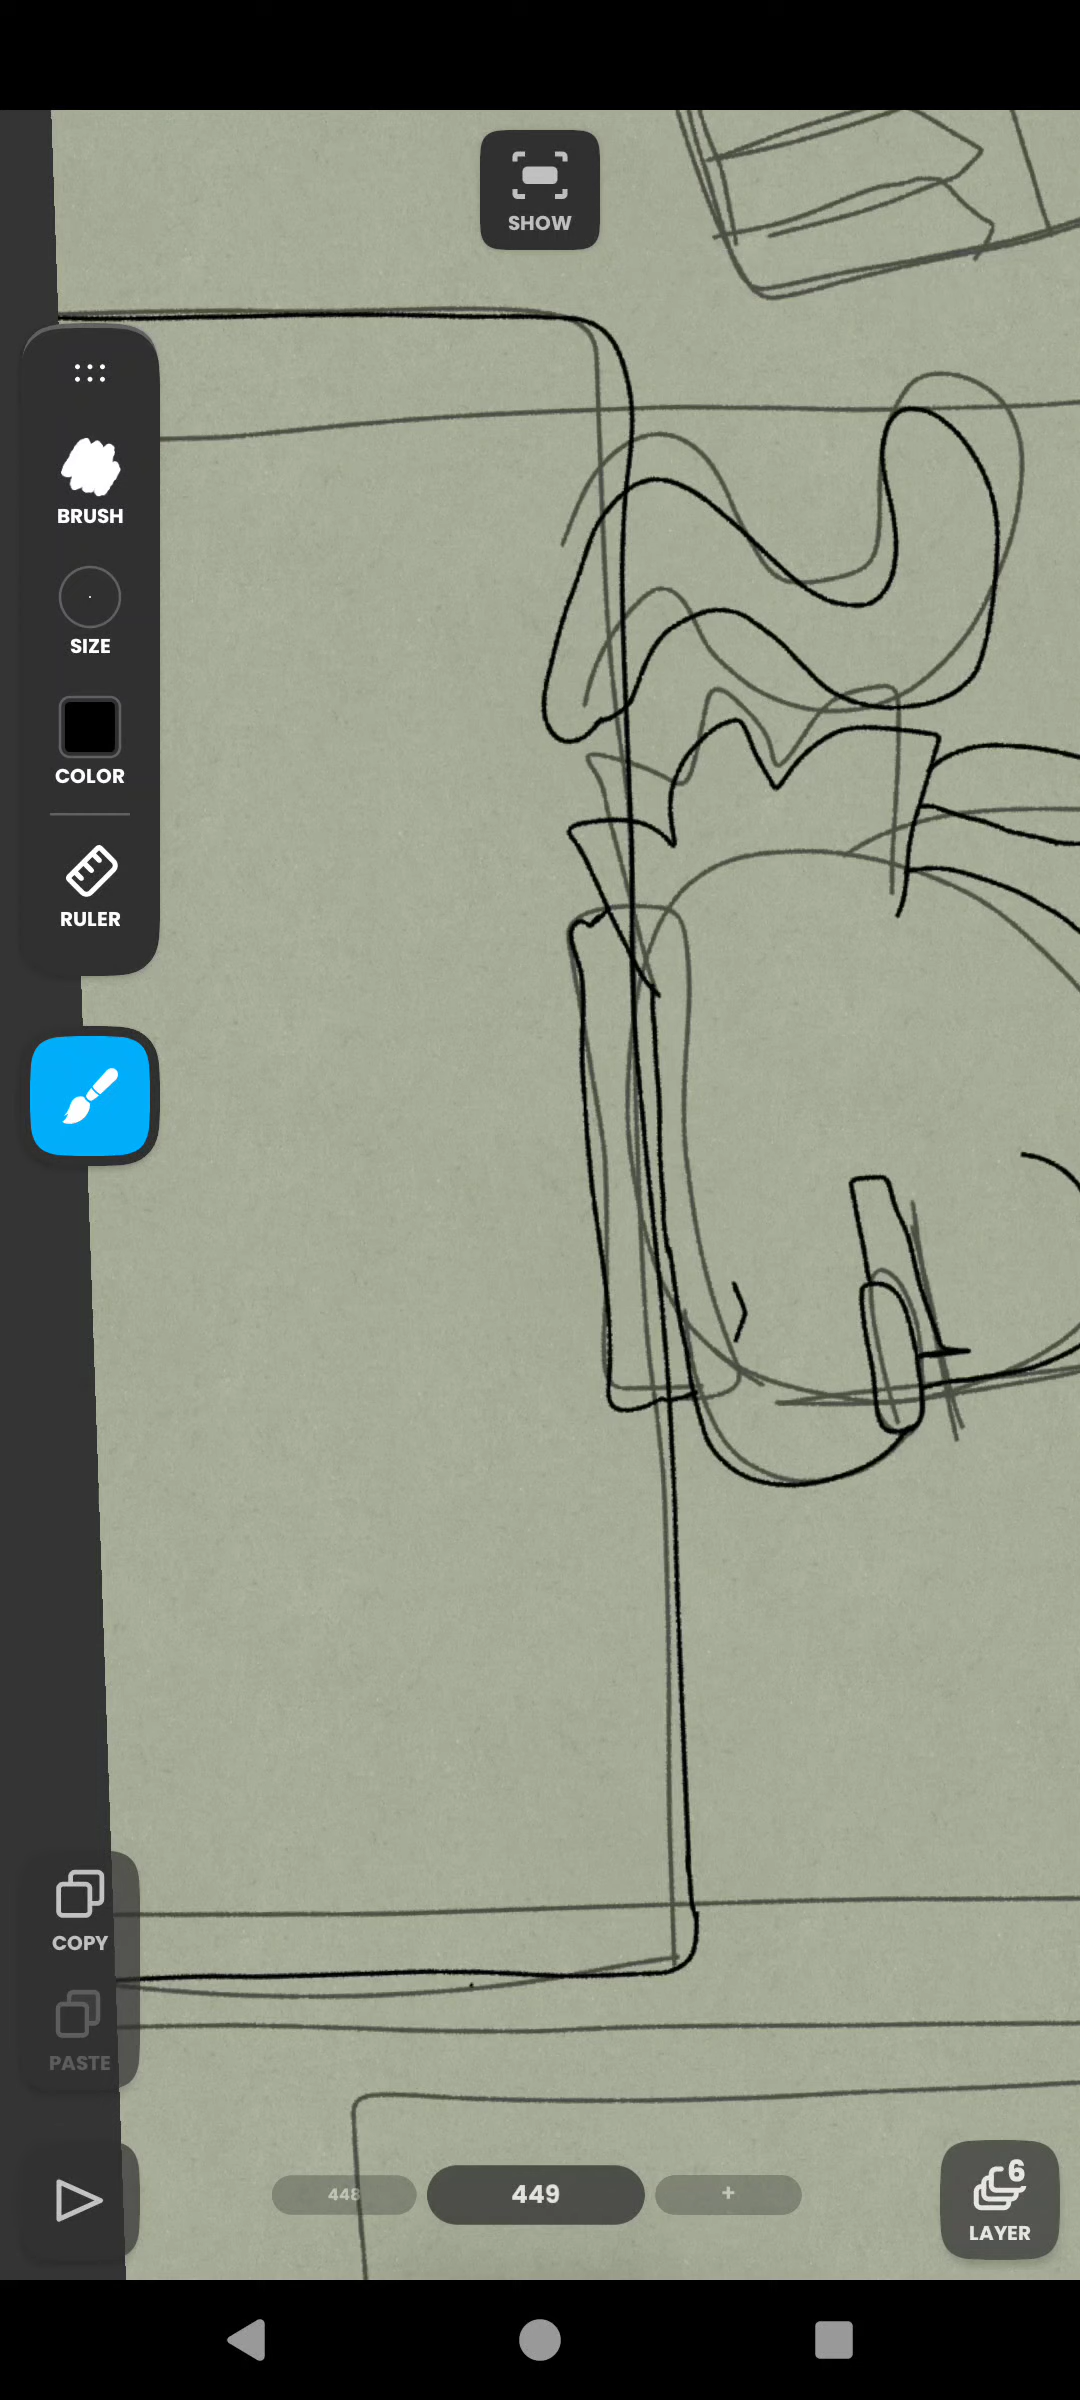 SHOW
BRUSH
SIZE
COLOR
RULER
COPY
PASTE
448
449
+
6
LAYER